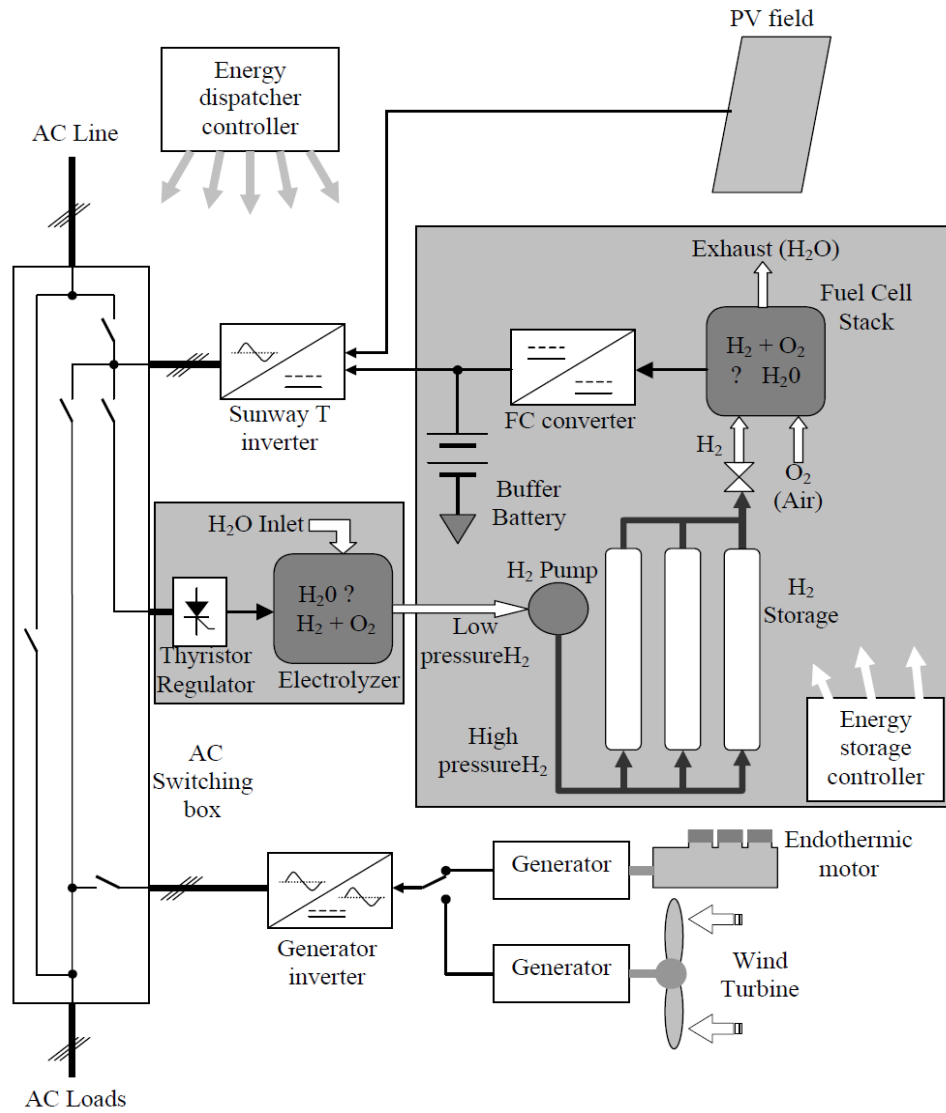 PV field
Energy
dispatcher
controller
AC Line
Exhaust (H₂O)
Fuel Cell
Stack
H₂ + O₂
? H₂0
Sunway T
inverter
FC converter
H₂
O₂
(Air)
Buffer
Battery
H₂O Inlet
H₂0 ?
H₂ + O₂
H₂ Pump
H₂
Storage
Low
pressureH₂
Thyristor
Regulator
Electrolyzer
High
pressureH₂
Energy
storage
controller
AC
Switching
box
Generator
Endothermic
motor
Generator
inverter
Generator
Wind
Turbine
AC Loads